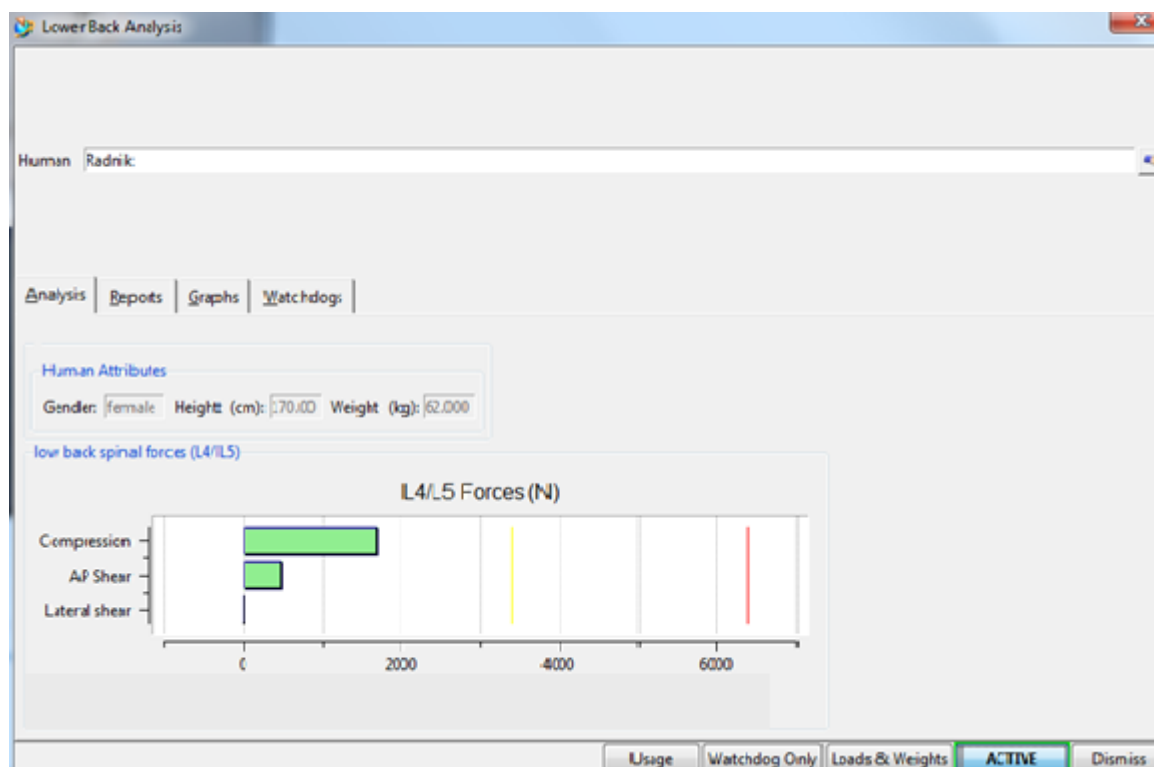 Lower Back Analysis
Human Radnik:
Analysis Reports Graphs Watchdogs
Human Attributes
Gender: female Height (cm): 170.00 Weight (kg): 62.000
low back spinal forces (L4/L5)
L4/L5 Forces (N)
Compression
AP Shear
Lateral shear
0 2000 4000 6000
Usage Watchdog Only Loads & Weights ACTIVE Dismiss